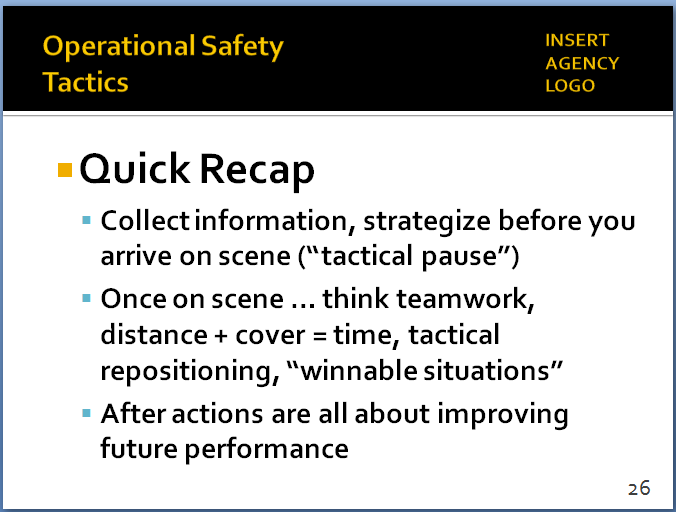 Operational Safety
Tactics
INSERT
AGENCY
LOGO
Quick Recap
Collect information, strategize before you
arrive on scene (“tactical pause”)
Once on scene … think teamwork,
distance + cover = time, tactical
repositioning, “winnable situations”
After actions are all about improving
future performance
26